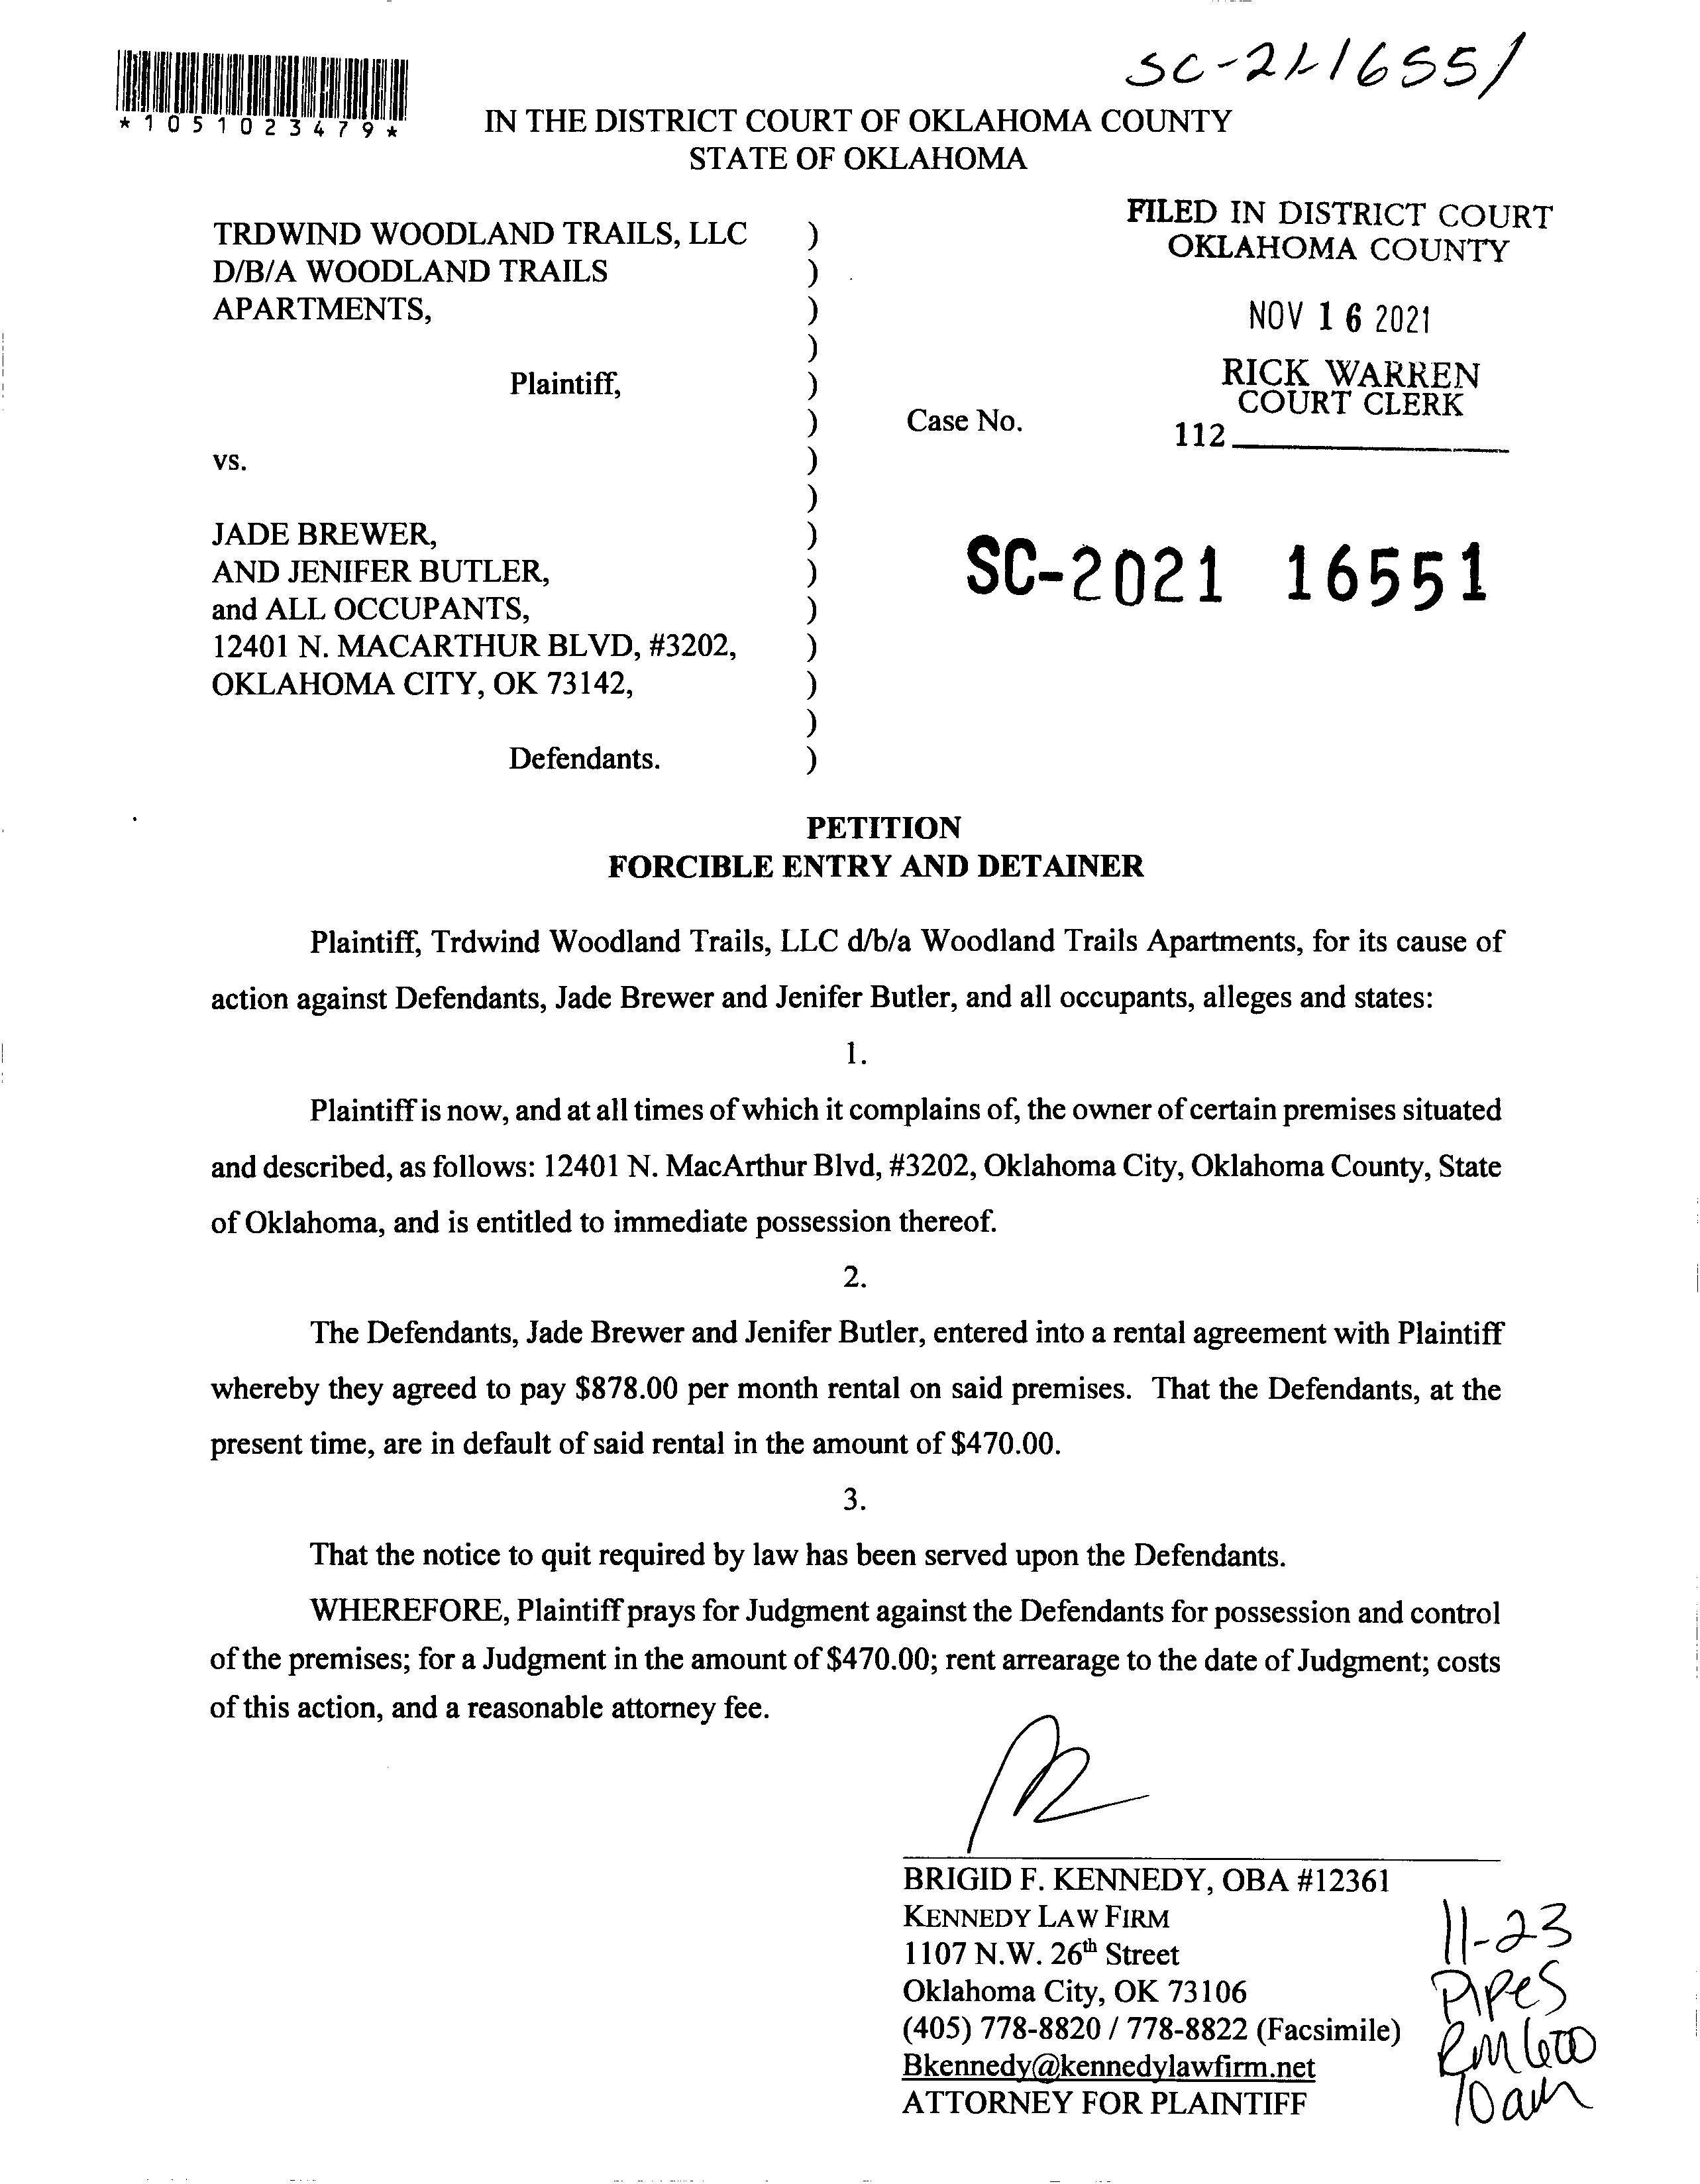 SC-21-16551
*1051023479*
IN THE DISTRICT COURT OF OKLAHOMA COUNTY
STATE OF OKLAHOMA
FILED IN DISTRICT COURT
OKLAHOMA COUNTY
NOV 16 2021
RICK WARREN
COURT CLERK
112
TRDWIND WOODLAND TRAILS, LLC )
D/B/A WOODLAND TRAILS )
APARTMENTS, )
)
Plaintiff, )
) Case No.
vs. )
)
JADE BREWER, )
AND JENIFER BUTLER, )
and ALL OCCUPANTS, )
12401 N. MACARTHUR BLVD, #3202, )
OKLAHOMA CITY, OK 73142, )
)
Defendants. )
SC-2021 16551
PETITION
FORCIBLE ENTRY AND DETAINER
Plaintiff, Trdwind Woodland Trails, LLC d/b/a Woodland Trails Apartments, for its cause of
action against Defendants, Jade Brewer and Jenifer Butler, and all occupants, alleges and states:
1.
Plaintiff is now, and at all times of which it complains of, the owner of certain premises situated
and described, as follows: 12401 N. MacArthur Blvd, #3202, Oklahoma City, Oklahoma County, State
of Oklahoma, and is entitled to immediate possession thereof.
2.
The Defendants, Jade Brewer and Jenifer Butler, entered into a rental agreement with Plaintiff
whereby they agreed to pay $878.00 per month rental on said premises. That the Defendants, at the
present time, are in default of said rental in the amount of $470.00.
3.
That the notice to quit required by law has been served upon the Defendants.
WHEREFORE, Plaintiff prays for Judgment against the Defendants for possession and control
of the premises; for a Judgment in the amount of $470.00; rent arrearage to the date of Judgment; costs
of this action, and a reasonable attorney fee.
BRIGID F. KENNEDY, OBA #12361
KENNEDY LAW FIRM
1107 N.W. 26th Street
Oklahoma City, OK 73106
(405) 778-8820 / 778-8822 (Facsimile)
Bkennedy@kennedylawfirm.net
ATTORNEY FOR PLAINTIFF
11-23
Pipes
Rm 600
10am